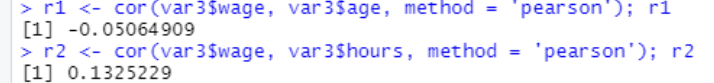 > r1 <- cor(var3$wage, var3$age, method = 'pearson'); r1
[1] -0.05064909
> r2 <- cor(var3$wage, var3$hours, method = 'pearson'); r2
[1] 0.1325229